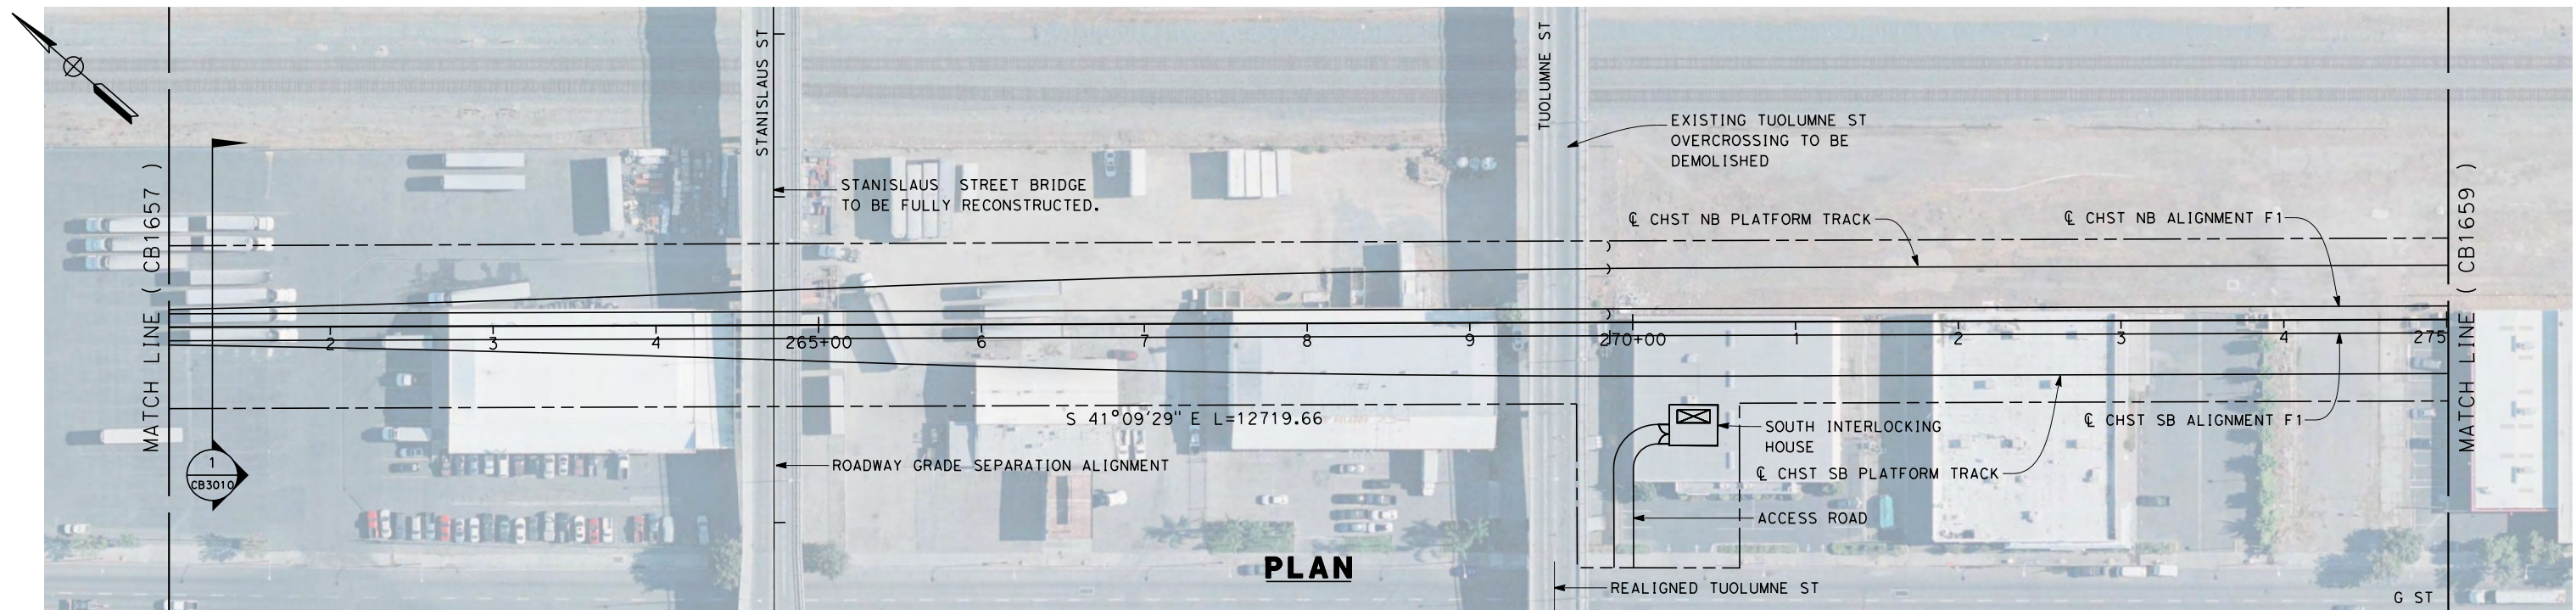 STANISLAUS ST
TUOLUMNE ST
EXISTING TUOLUMNE ST
OVERCROSSING TO BE
DEMOLISHED
MATCH LINE ( CB1657 )
STANISLAUS STREET BRIDGE
TO BE FULLY RECONSTRUCTED.
℄ CHST NB PLATFORM TRACK
℄ CHST NB ALIGNMENT F1
MATCH LINE ( CB1659 )
2
3
4
265+00
6
7
8
9
270+00
1
2
3
4
275
S 41°09'29" E L=12719.66
SOUTH INTERLOCKING
HOUSE
℄ CHST SB ALIGNMENT F1
ROADWAY GRADE SEPARATION ALIGNMENT
℄ CHST SB PLATFORM TRACK
1
CB3010
ACCESS ROAD
PLAN
REALIGNED TUOLUMNE ST
G ST